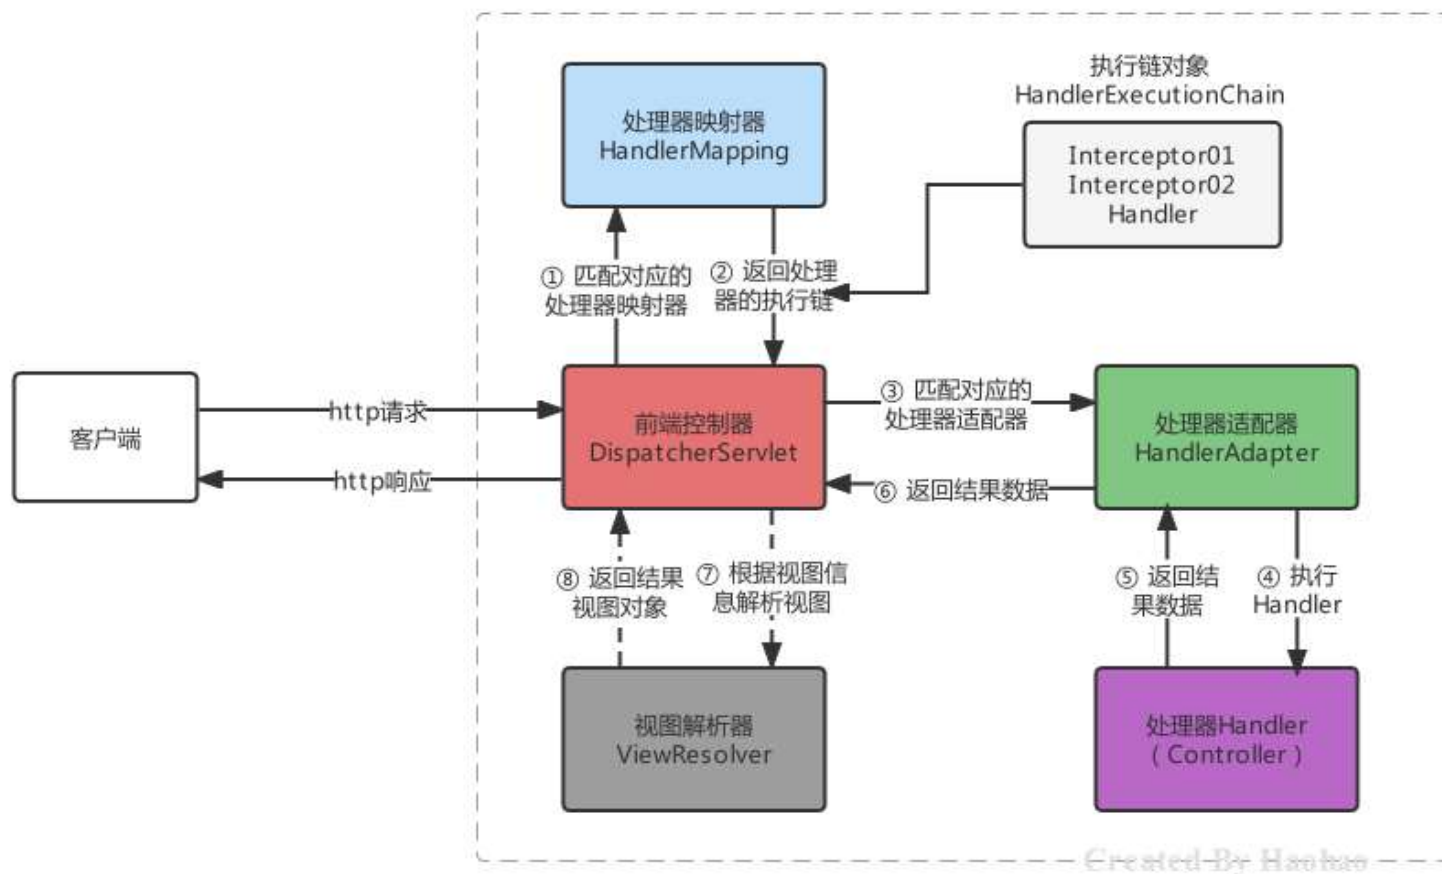 执行链对象
HandlerExecutionChain
处理器映射器
HandlerMapping
Interceptor01
Interceptor02
Handler
① 匹配对应的
处理器映射器
② 返回处理
器的执行链
客户端
http请求
http响应
前端控制器
DispatcherServlet
③ 匹配对应的
处理器适配器
⑥ 返回结果数据
处理器适配器
HandlerAdapter
⑧ 返回结果
视图对象
⑦ 根据视图信
息解析视图
⑤ 返回结
果数据
④ 执行
Handler
视图解析器
ViewResolver
处理器Handler
（Controller）
Created By Haohao